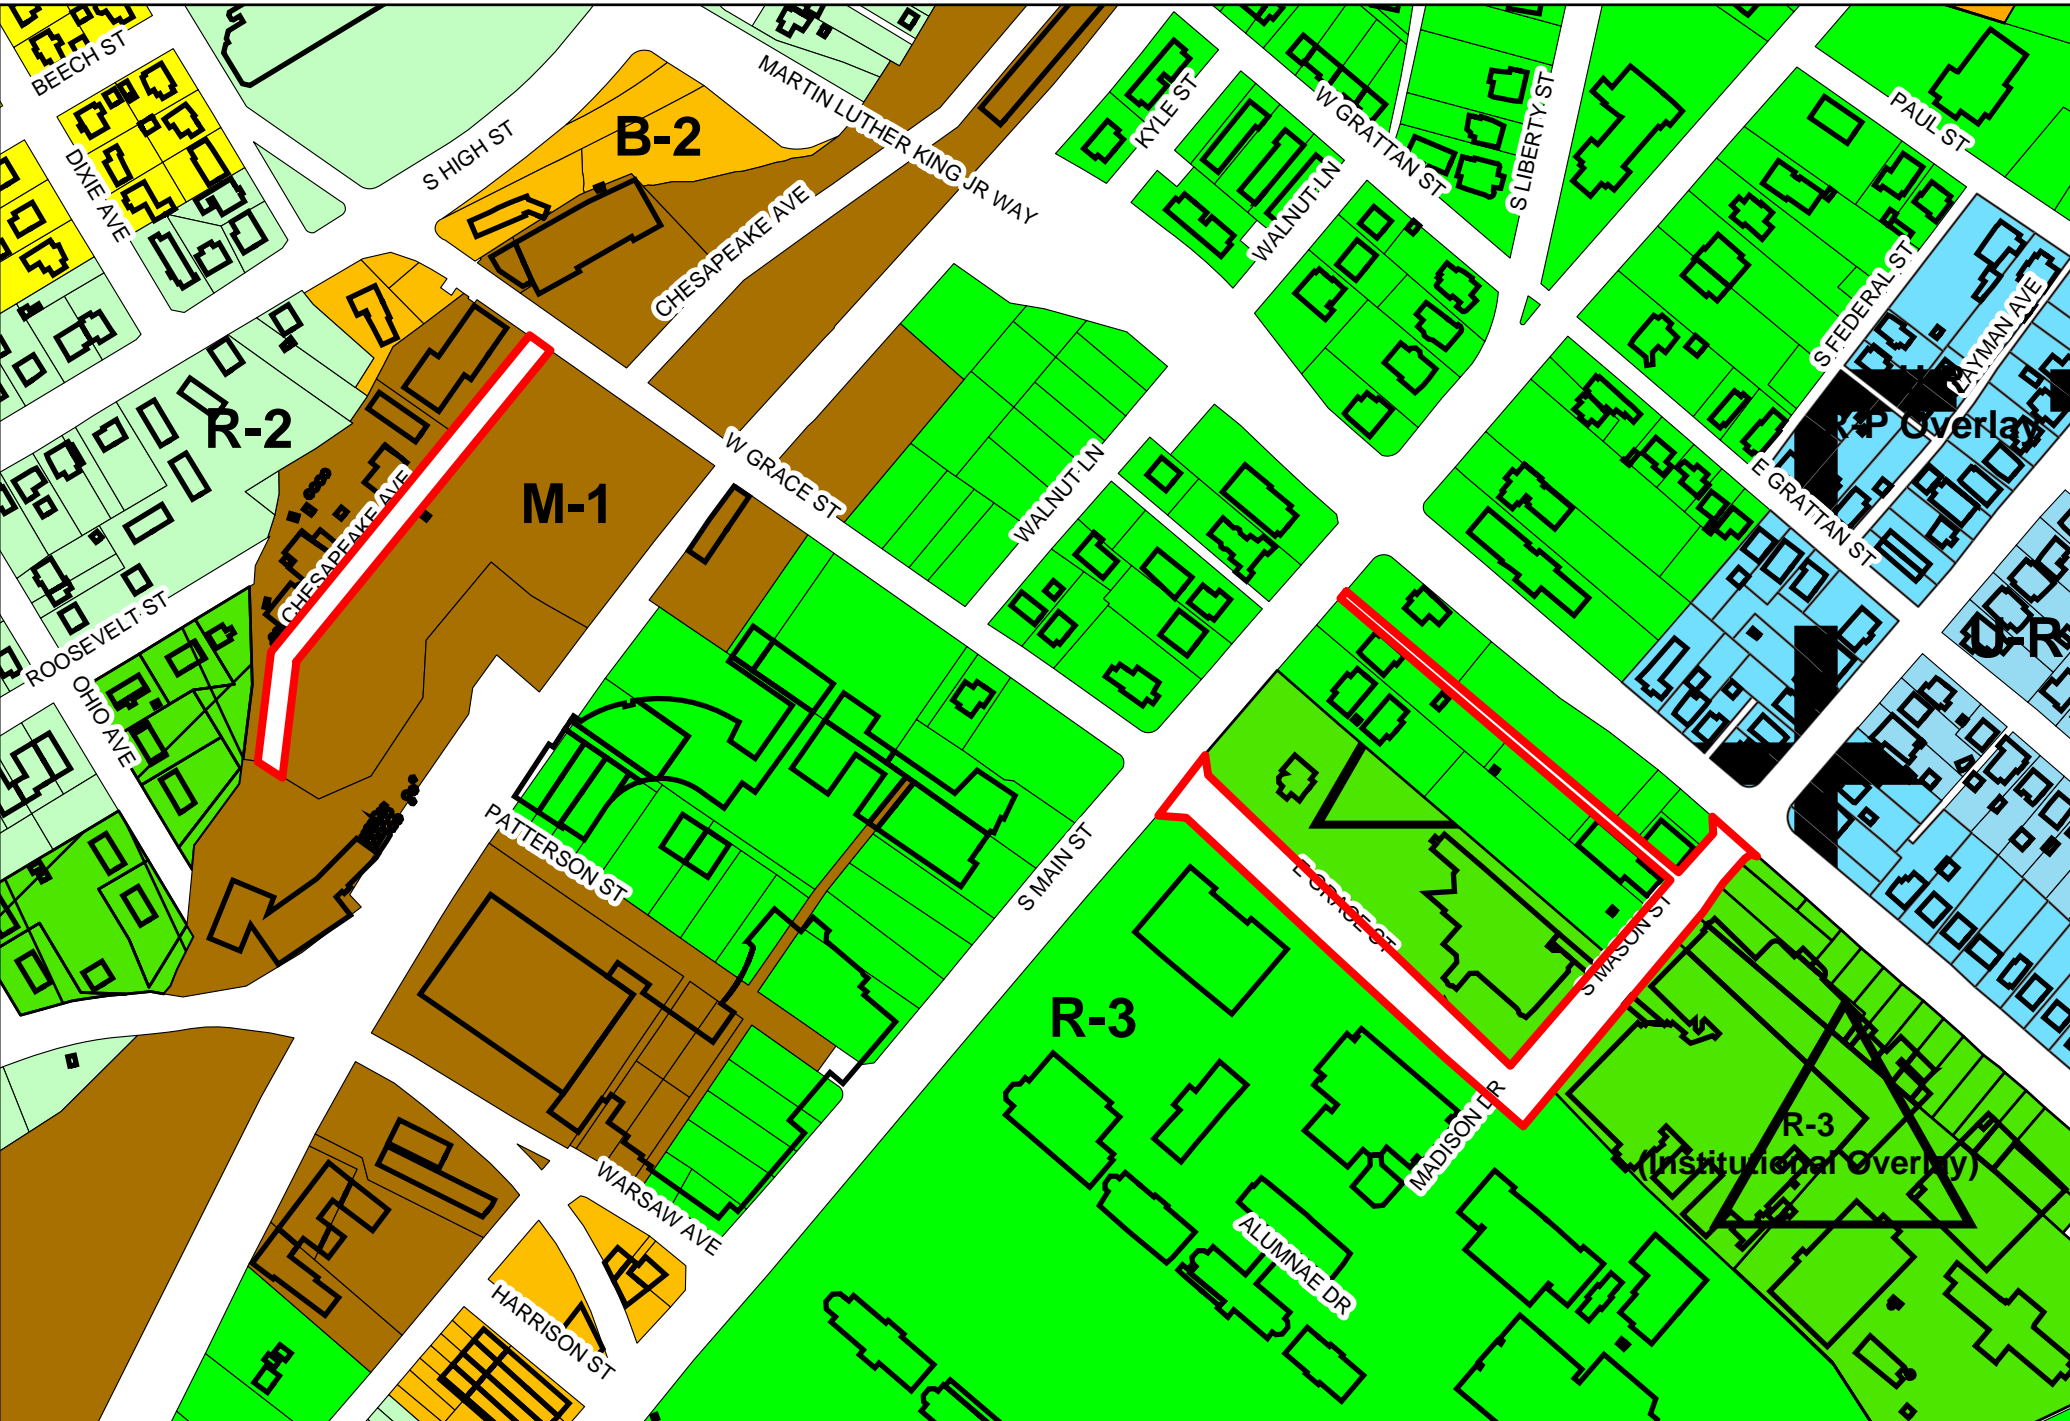 BEECH ST
DIXIE AVE
S HIGH ST
B-2
MARTIN LUTHER KING JR WAY
CHESAPEAKE AVE
KYLE ST
W GRATTAN ST
WALNUT LN
S LIBERTY ST
PAUL ST
S FEDERAL ST
R-2
CHESAPEAKE AVE
M-1
W GRACE ST
WALNUT LN
R-P Overlay
E GRATTAN ST
U-R
ROOSEVELT ST
OHIO AVE
PATTERSON ST
S MAIN ST
E GRACE ST
S MASON ST
R-3
MADISON DR
R-3
(Institutional Overlay)
WARSAW AVE
ALUMNAE DR
HARRISON ST